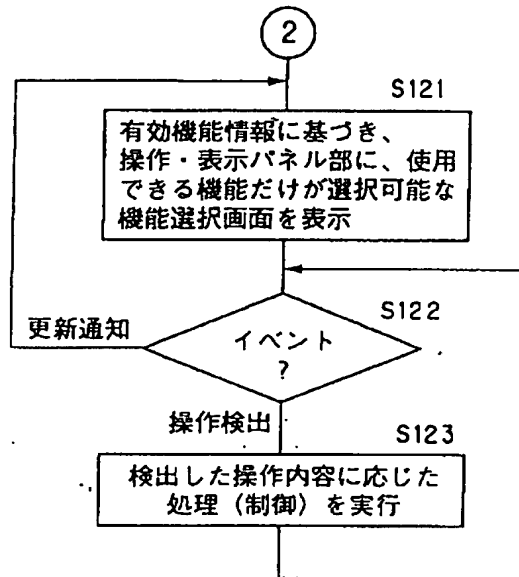 2
S121
有効機能情報に基づき、
操作・表示パネル部に、使用
できる機能だけが選択可能な
機能選択画面を表示
S122
更新通知
イベント
?
操作検出
S123
検出した操作内容に応じた
処理（制御）を実行